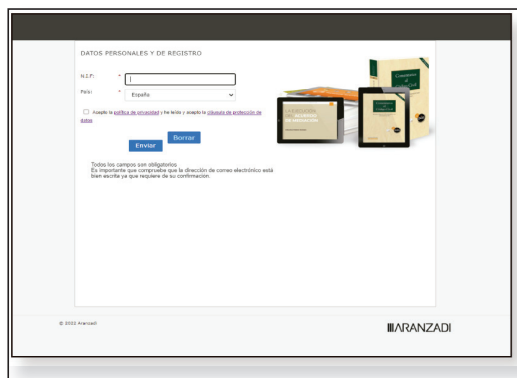 DATOS PERSONALES Y DE REGISTRO
N.I.F: *
País: * España
Acepto la política de privacidad y he leído y acepto la cláusula de protección de
datos
Enviar Borrar
Todos los campos son obligatorios
Es importante que compruebe que la dirección de correo electrónico está
bien escrita ya que requiere de su confirmación.
© 2022 Aranzadi
ARANZADI